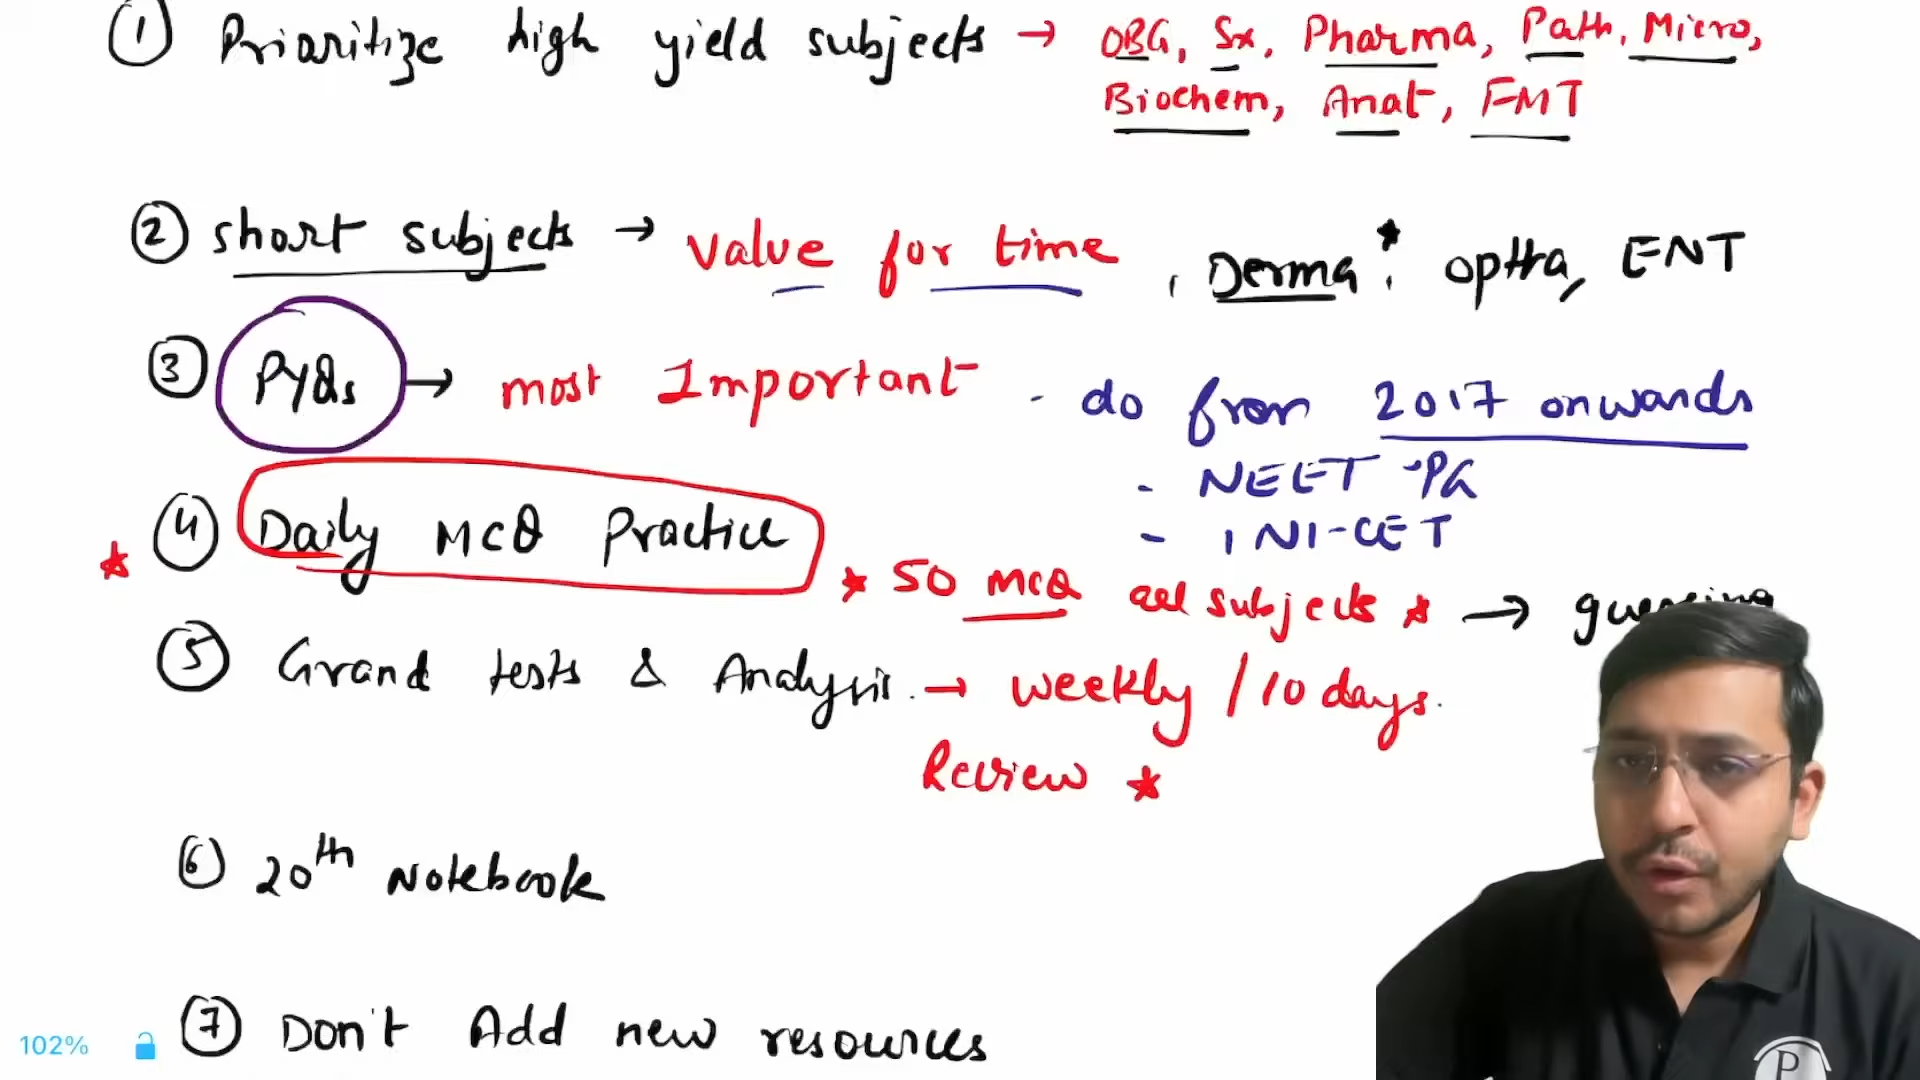 1 Prioritize high yield subjects → OBG, Sx, Pharma, Path, Micro,
Biochem, Anat, FMT
2 short subjects → value for time , Derma * optha, ENT
3 PYQs → most Important - do from 2017 onwards
- NEET-PG
- INI-CET
4 Daily MCQ Practice
* 50 MCQ all subjects * →
5 Grand tests & Analysis. → weekly / 10 days.
Review *
6 20th Notebook
7 Don't Add new resources
102%
P